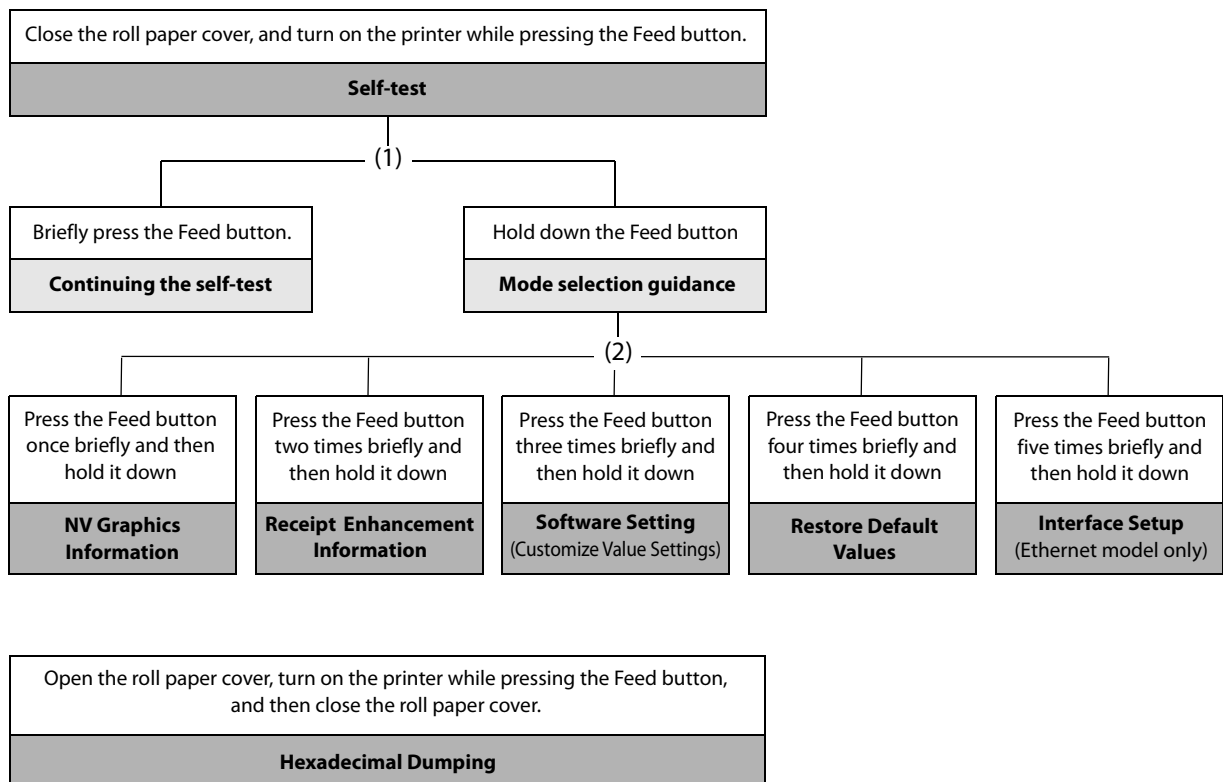 Close the roll paper cover, and turn on the printer while pressing the Feed button.
Self-test
(1)
Briefly press the Feed button.
Continuing the self-test
Hold down the Feed button
Mode selection guidance
(2)
Press the Feed button
once briefly and then
hold it down
NV Graphics
Information
Press the Feed button
two times briefly and
then hold it down
Receipt Enhancement
Information
Press the Feed button
three times briefly and
then hold it down
Software Setting
(Customize Value Settings)
Press the Feed button
four times briefly and
then hold it down
Restore Default
Values
Press the Feed button
five times briefly and
then hold it down
Interface Setup
(Ethernet model only)
Open the roll paper cover, turn on the printer while pressing the Feed button,
and then close the roll paper cover.
Hexadecimal Dumping